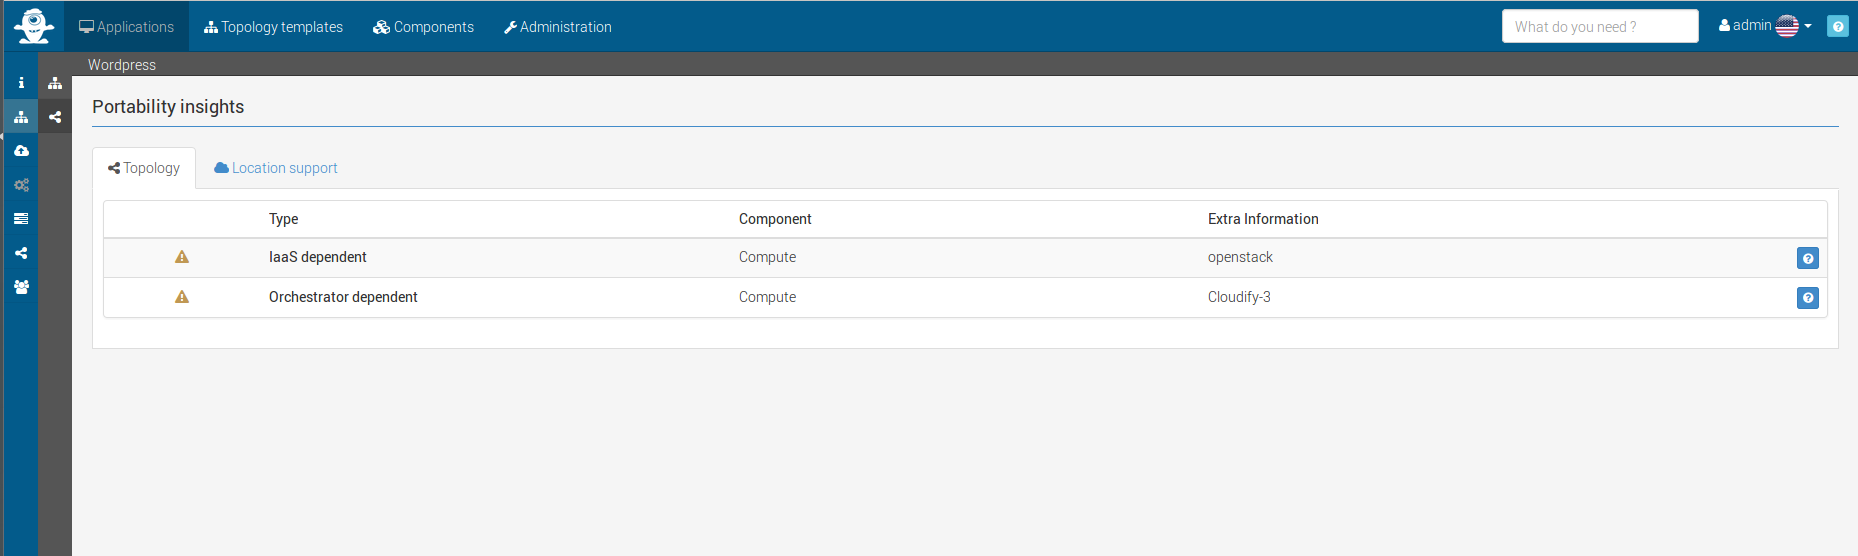 Applications Topology templates Components Administration What do you need ? admin
Wordpress
Portability insights
Topology Location support
Type Component Extra Information
IaaS dependent Compute openstack
Orchestrator dependent Compute Cloudify-3